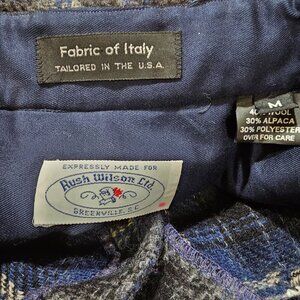 Fabric of Italy
TAILORED IN THE U.S.A.
M
40% WOOL
30% ALPACA
30% POLYESTER
OVER FOR CARE
EXPRESSLY MADE FOR
Rush Wilson Ltd
GREENVILLE, S.C.